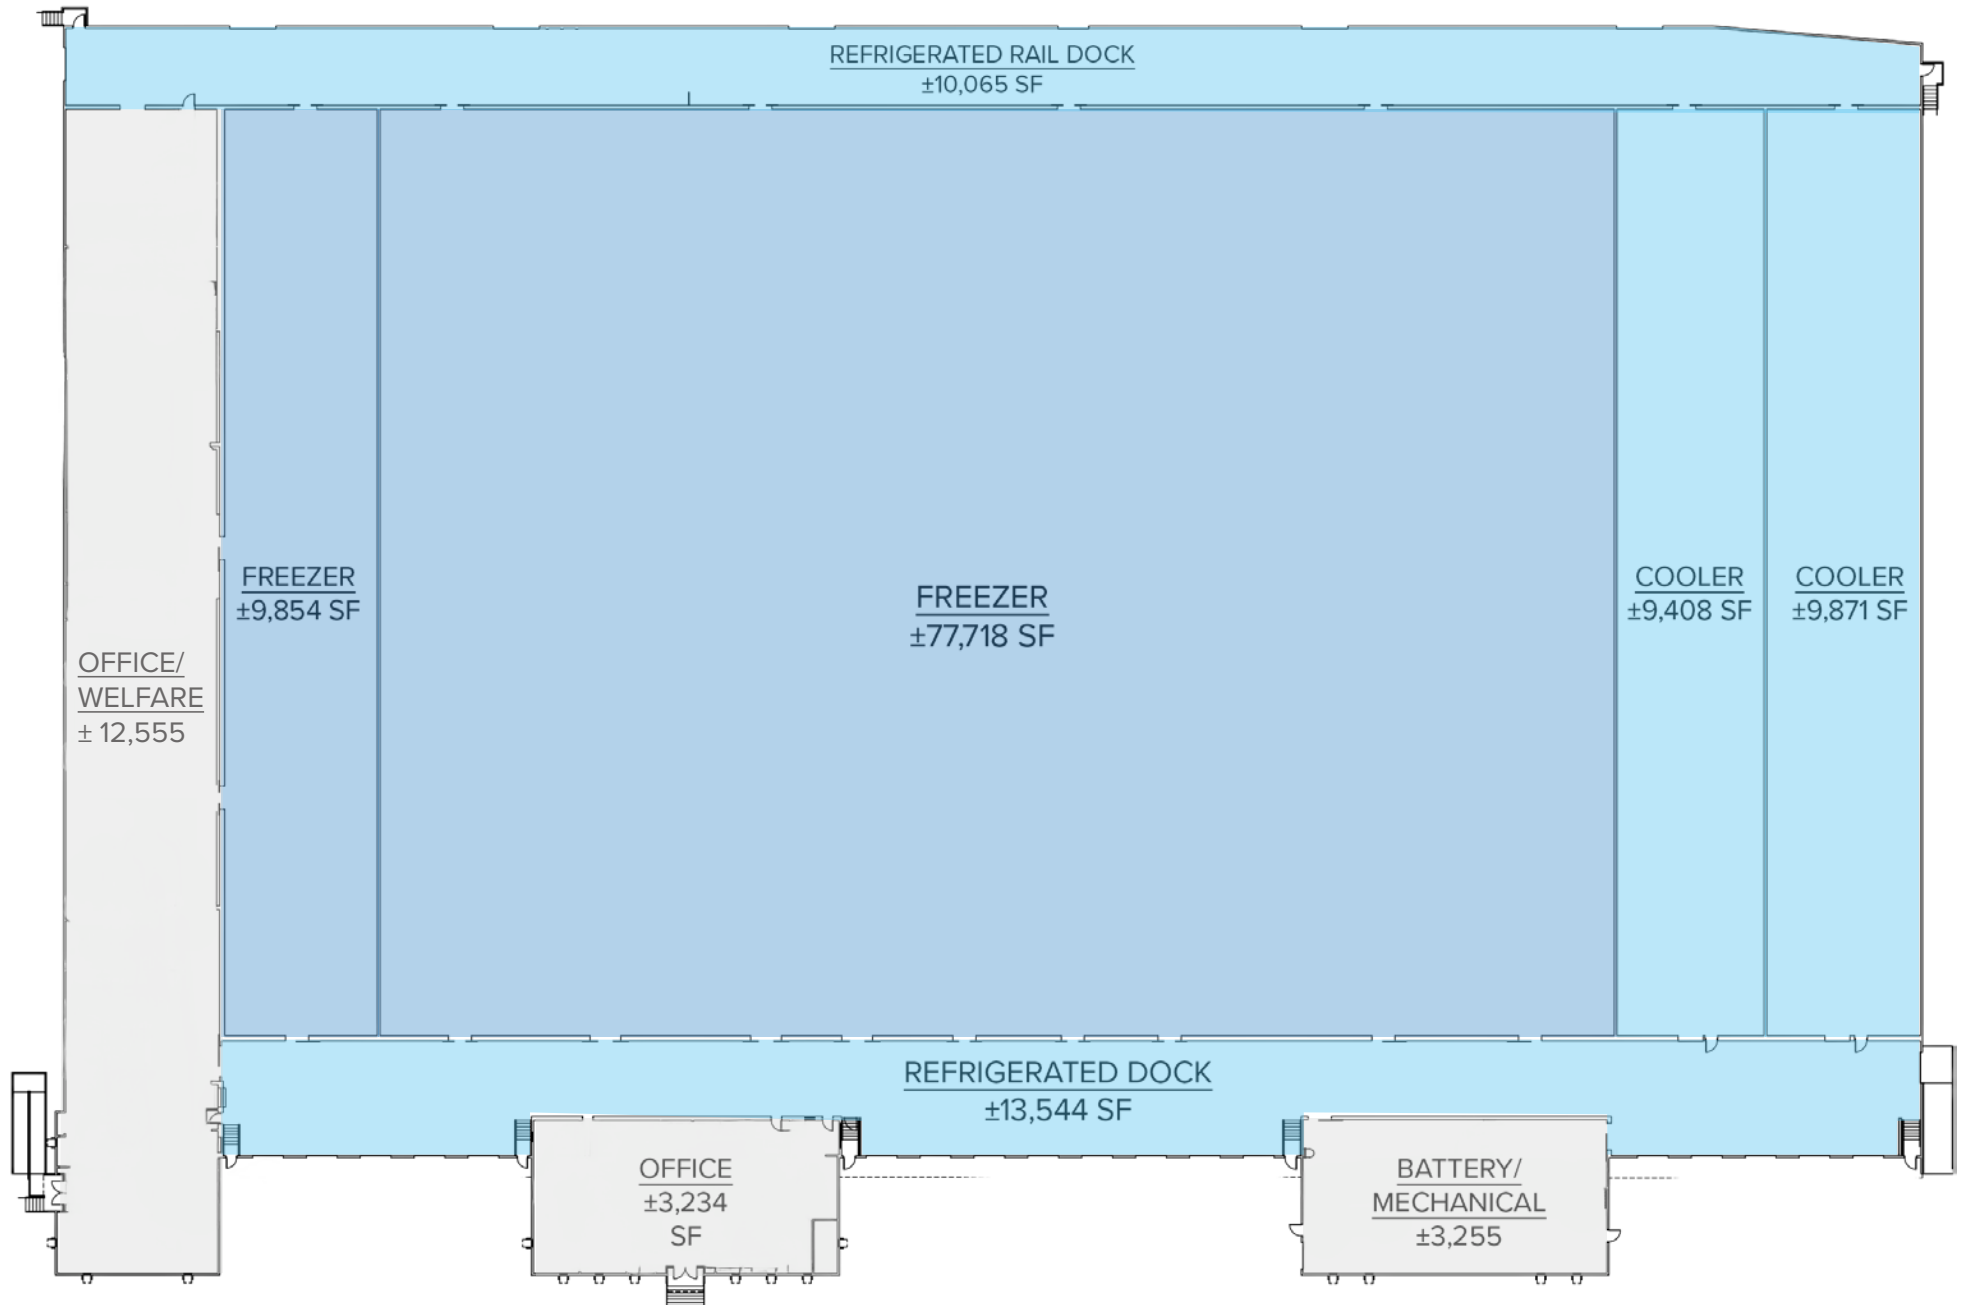 REFRIGERATED RAIL DOCK
±10,065 SF
FREEZER
±9,854 SF
FREEZER
±77,718 SF
COOLER
±9,408 SF
COOLER
±9,871 SF
OFFICE/
WELFARE
± 12,555
REFRIGERATED DOCK
±13,544 SF
OFFICE
±3,234
SF
BATTERY/
MECHANICAL
±3,255